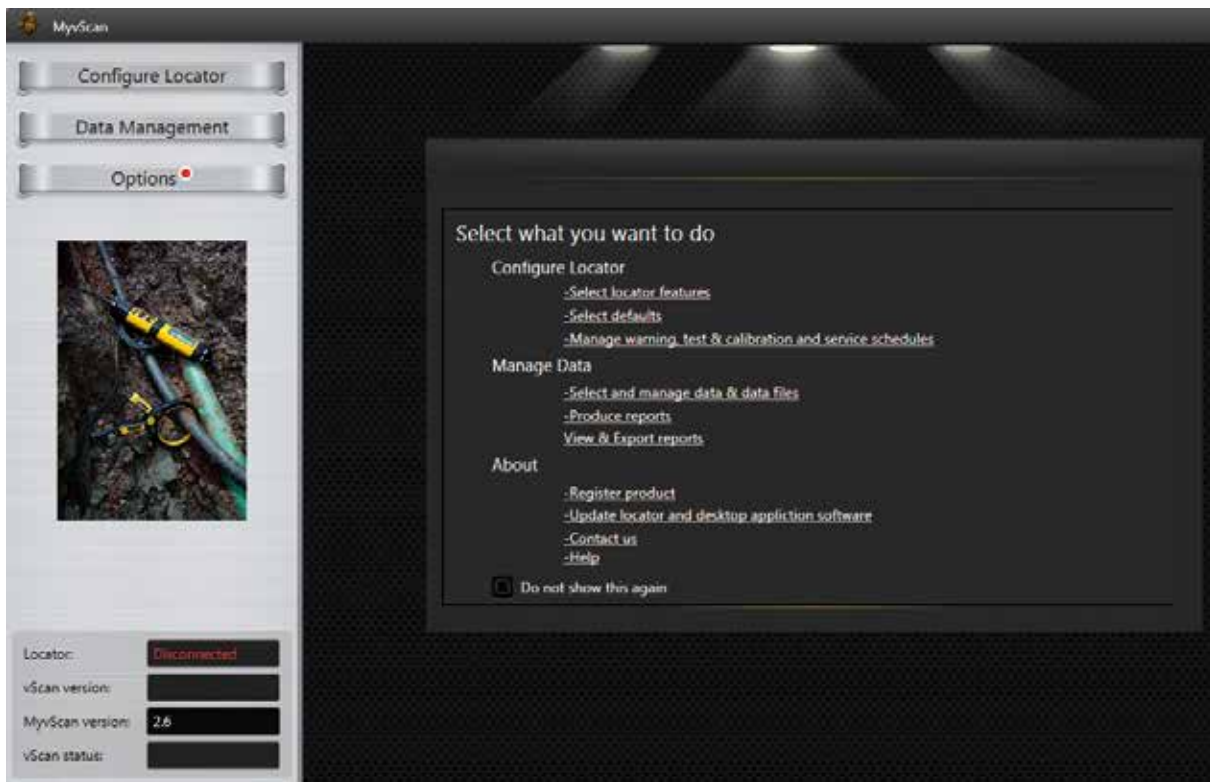 MyvScan
Configure Locator
Data Management
Options
Select what you want to do
Configure Locator
-Select locator features
-Select defaults
-Manage warning, test & calibration and service schedules
Manage Data
-Select and manage data & data files
-Produce reports
View & Export reports
About
-Register product
-Update locator and desktop appliction software
-Contact us
-Help
Do not show this again
Locator: Disconnected
vScan version:
MyvScan version: 2.6
vScan status: